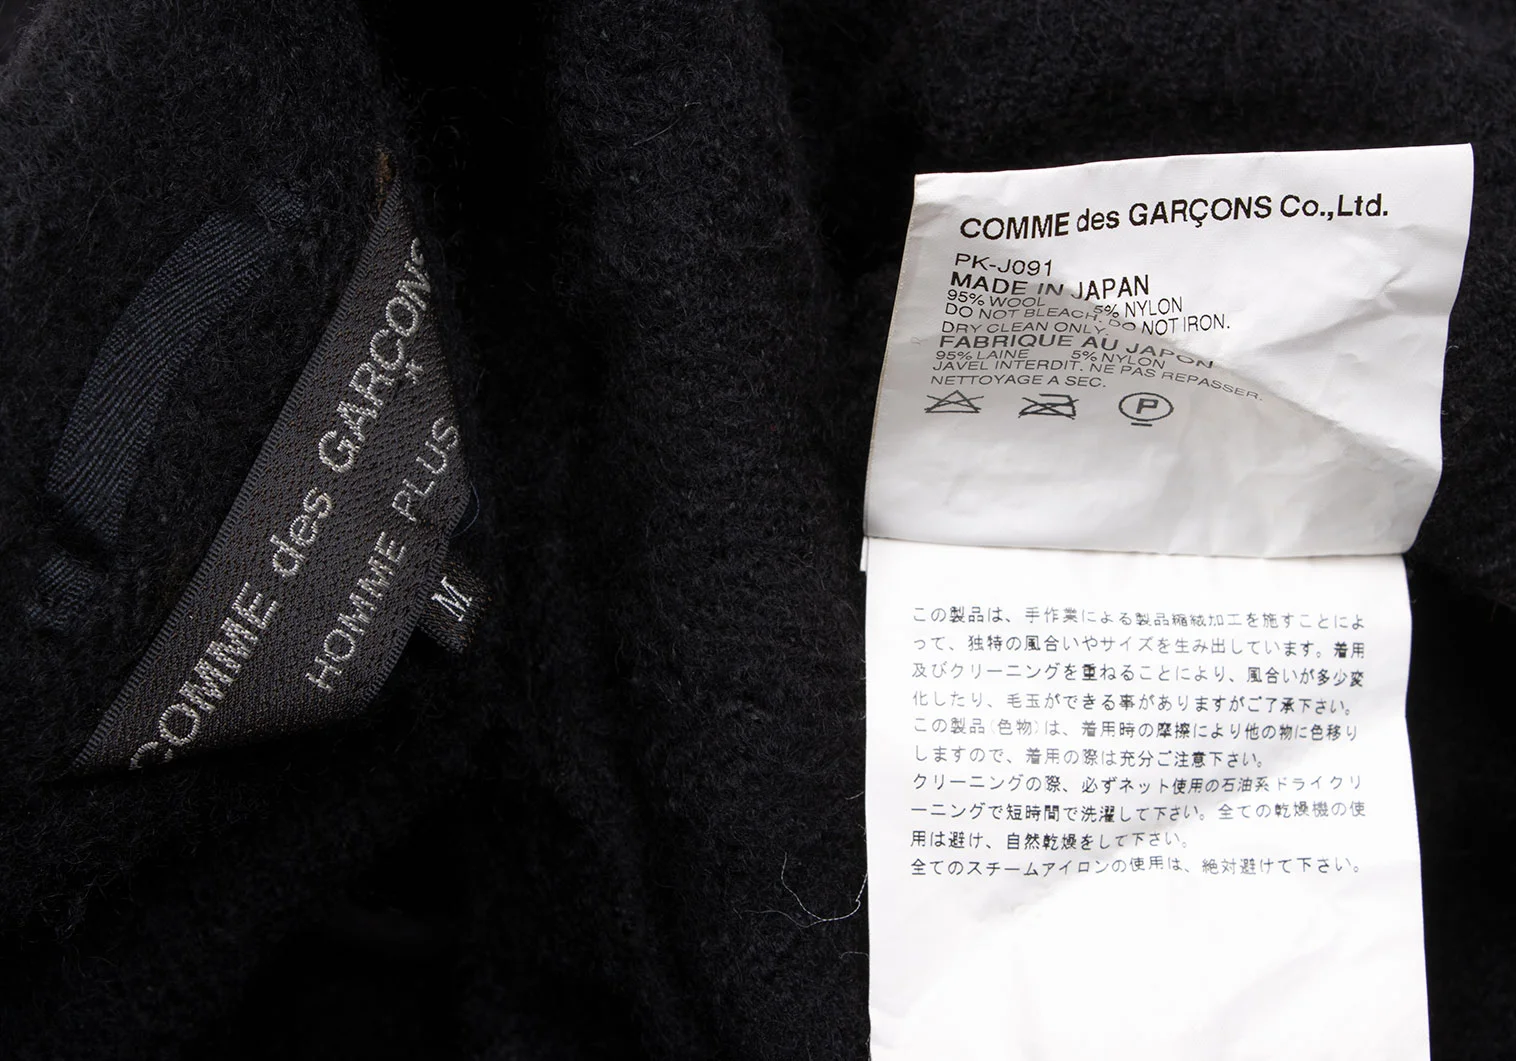 COMME des GARÇONS
HOMME PLUS
M
COMME des GARÇONS Co.,Ltd.
PK-J091
MADE IN JAPAN
95% WOOL 5% NYLON
DO NOT BLEACH. DO NOT IRON.
DRY CLEAN ONLY.
FABRIQUE AU JAPON
95% LAINE 5% NYLON
JAVEL INTERDIT. NE PAS REPASSER.
NETTOYAGE A SEC.
P
この製品は、手作業による製品縮絨加工を施すことによ
って、独特の風合いやサイズを生み出しています。着用
及びクリーニングを重ねることにより、風合いが多少変
化したり、毛玉ができる事がありますがご了承下さい。
この製品(色物)は、着用時の摩擦により他の物に色移り
しますので、着用の際は充分ご注意下さい。
クリーニングの際、必ずネット使用の石油系ドライクリ
ーニングで短時間で洗濯して下さい。全ての乾燥機の使
用は避け、自然乾燥をして下さい。
全てのスチームアイロンの使用は、絶対避けて下さい。